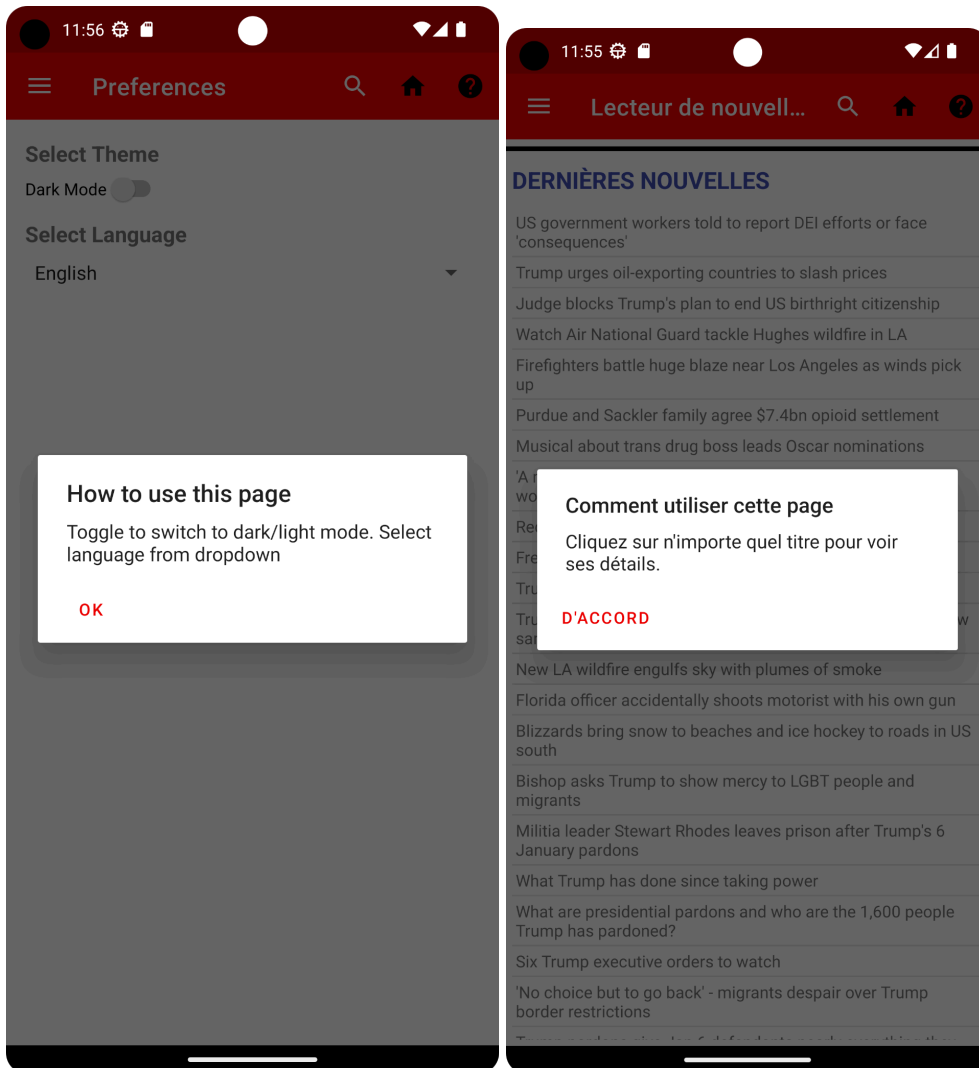 11:56
Preferences
Select Theme
Dark Mode
Select Language
English
How to use this page
Toggle to switch to dark/light mode. Select
language from dropdown
OK
11:55
Lecteur de nouvell...
DERNIÈRES NOUVELLES
US government workers told to report DEI efforts or face
'consequences'
Trump urges oil-exporting countries to slash prices
Judge blocks Trump's plan to end US birthright citizenship
Watch Air National Guard tackle Hughes wildfire in LA
Firefighters battle huge blaze near Los Angeles as winds pick
up
Purdue and Sackler family agree $7.4bn opioid settlement
Musical about trans drug boss leads Oscar nominations
Comment utiliser cette page
Cliquez sur n'importe quel titre pour voir
ses détails.
D'ACCORD
New LA wildfire engulfs sky with plumes of smoke
Florida officer accidentally shoots motorist with his own gun
Blizzards bring snow to beaches and ice hockey to roads in US
south
Bishop asks Trump to show mercy to LGBT people and
migrants
Militia leader Stewart Rhodes leaves prison after Trump's 6
January pardons
What Trump has done since taking power
What are presidential pardons and who are the 1,600 people
Trump has pardoned?
Six Trump executive orders to watch
'No choice but to go back' - migrants despair over Trump
border restrictions